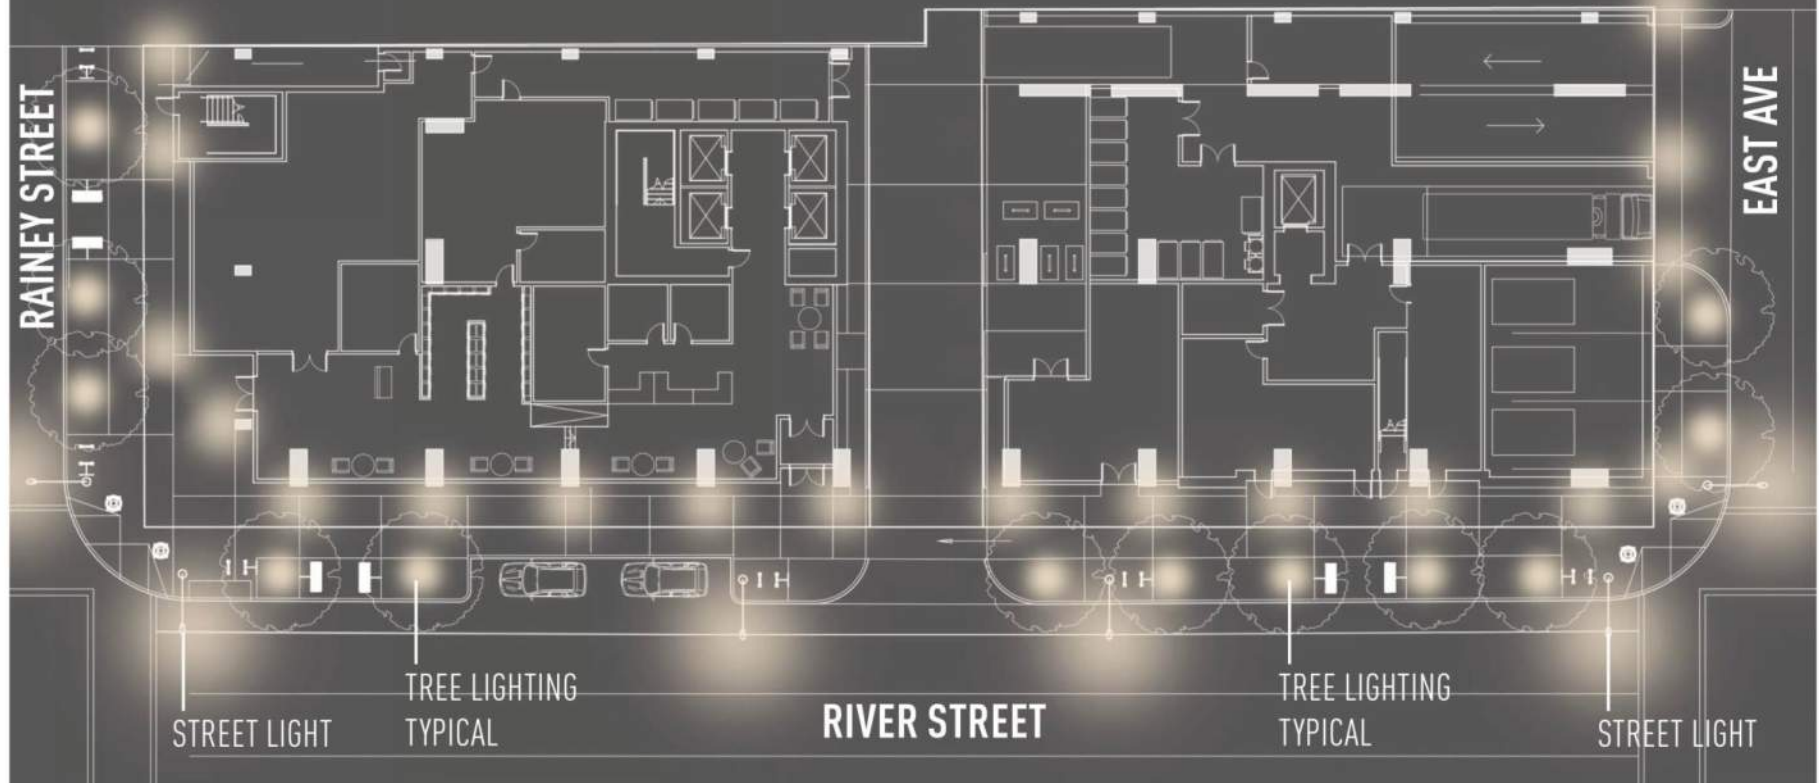 RAINEY STREET
EAST AVE
TREE LIGHTING
TYPICAL
STREET LIGHT
RIVER STREET
TREE LIGHTING
TYPICAL
STREET LIGHT